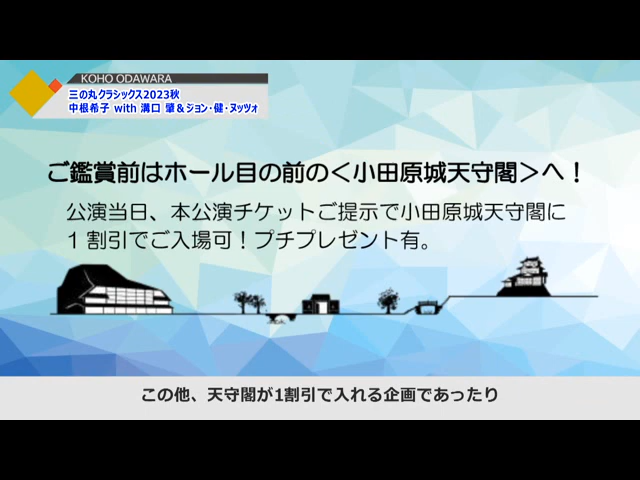 KOHO ODAWARA
三の丸クラシックス2023秋
中根希子 with 溝口 肇＆ジョン・健・ヌッツォ
ご鑑賞前はホール目の前の＜小田原城天守閣＞へ！
公演当日、本公演チケットご提示で小田原城天守閣に
1 割引でご入場可！プチプレゼント有。
この他、天守閣が1割引で入れる企画であったり